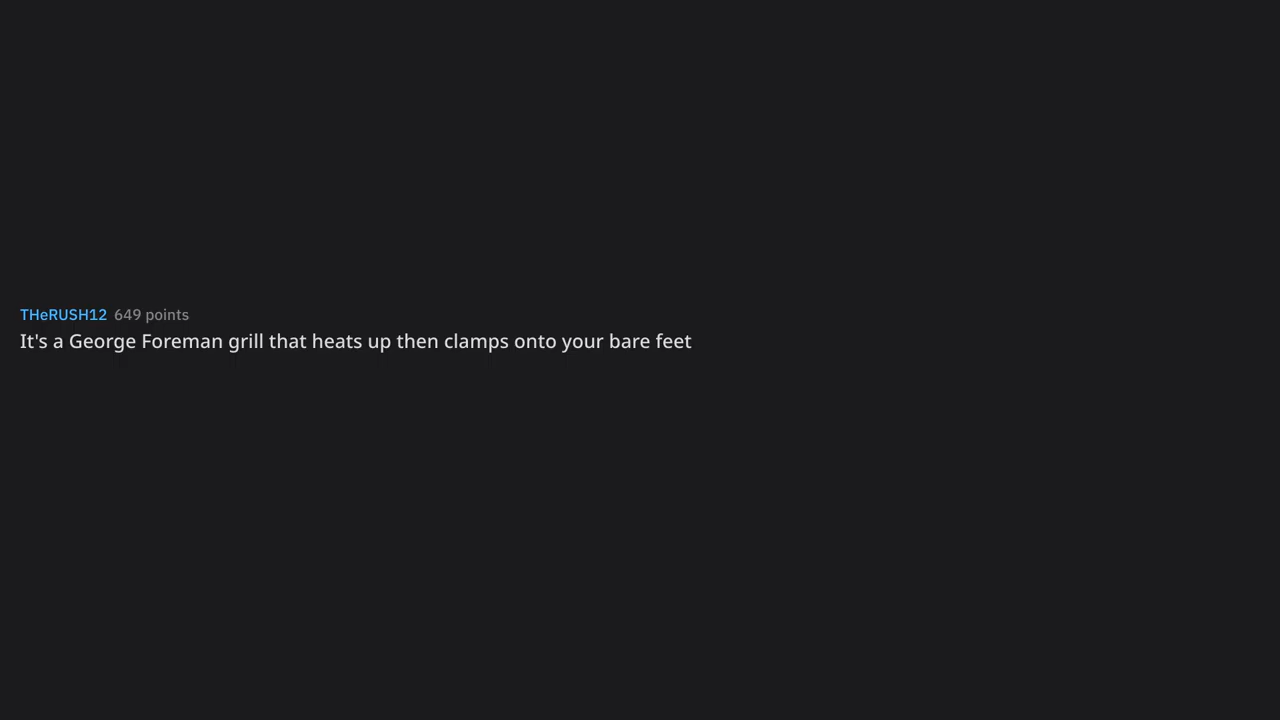 THeRUSH12 649 points
It's a George Foreman grill that heats up then clamps onto your bare feet